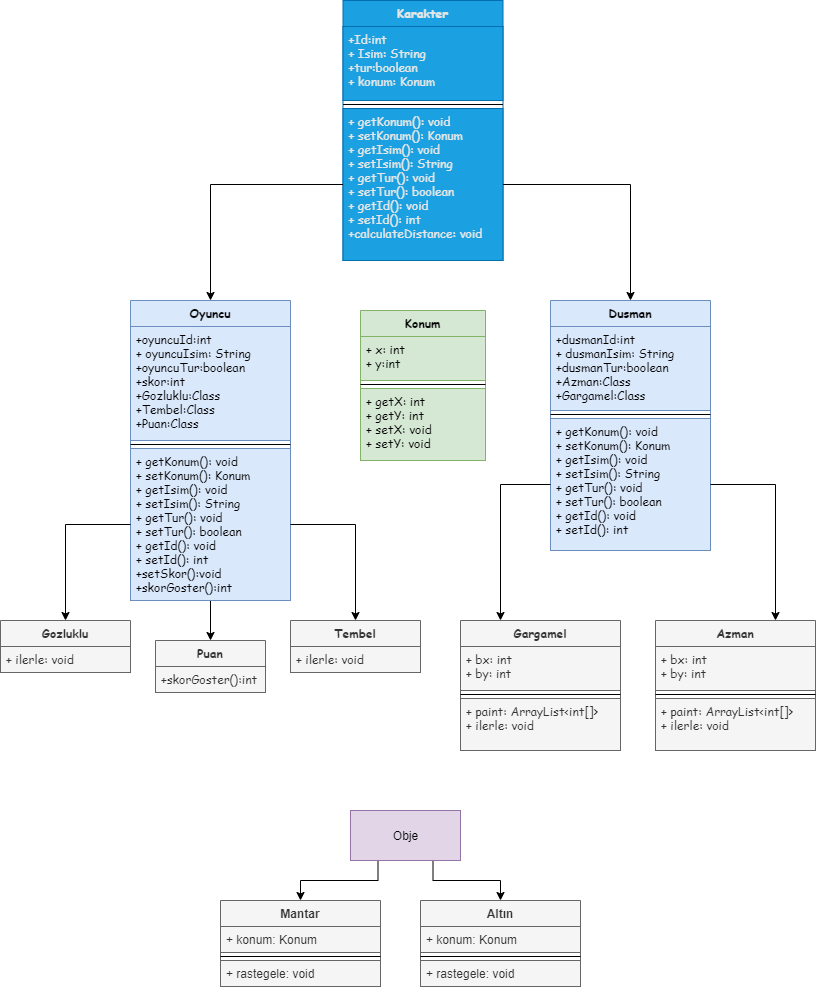 Karakter
+Id:int
+ Isim: String
+tur:boolean
+ konum: Konum
+ getKonum(): void
+ setKonum(): Konum
+ getIsim(): void
+ setIsim(): String
+ getTur(): void
+ setTur(): boolean
+ getId(): void
+ setId(): int
+calculateDistance: void
Oyuncu
+oyuncuId:int
+ oyuncuIsim: String
+oyuncuTur:boolean
+skor:int
+Gozluklu:Class
+Tembel:Class
+Puan:Class
+ getKonum(): void
+ setKonum(): Konum
+ getIsim(): void
+ setIsim(): String
+ getTur(): void
+ setTur(): boolean
+ getId(): void
+ setId(): int
+setSkor():void
+skorGoster():int
Konum
+ x: int
+ y:int
+ getX: int
+ getY: int
+ setX: void
+ setY: void
Dusman
+dusmanId:int
+ dusmanIsim: String
+dusmanTur:boolean
+Azman:Class
+Gargamel:Class
+ getKonum(): void
+ setKonum(): Konum
+ getIsim(): void
+ setIsim(): String
+ getTur(): void
+ setTur(): boolean
+ getId(): void
+ setId(): int
Gozluklu
+ ilerle: void
Puan
+skorGoster():int
Tembel
+ ilerle: void
Gargamel
+ bx: int
+ by: int
+ paint: ArrayList<int[]>
+ ilerle: void
Azman
+ bx: int
+ by: int
+ paint: ArrayList<int[]>
+ ilerle: void
Obje
Mantar
+ konum: Konum
+ rastegele: void
Altın
+ konum: Konum
+ rastegele: void